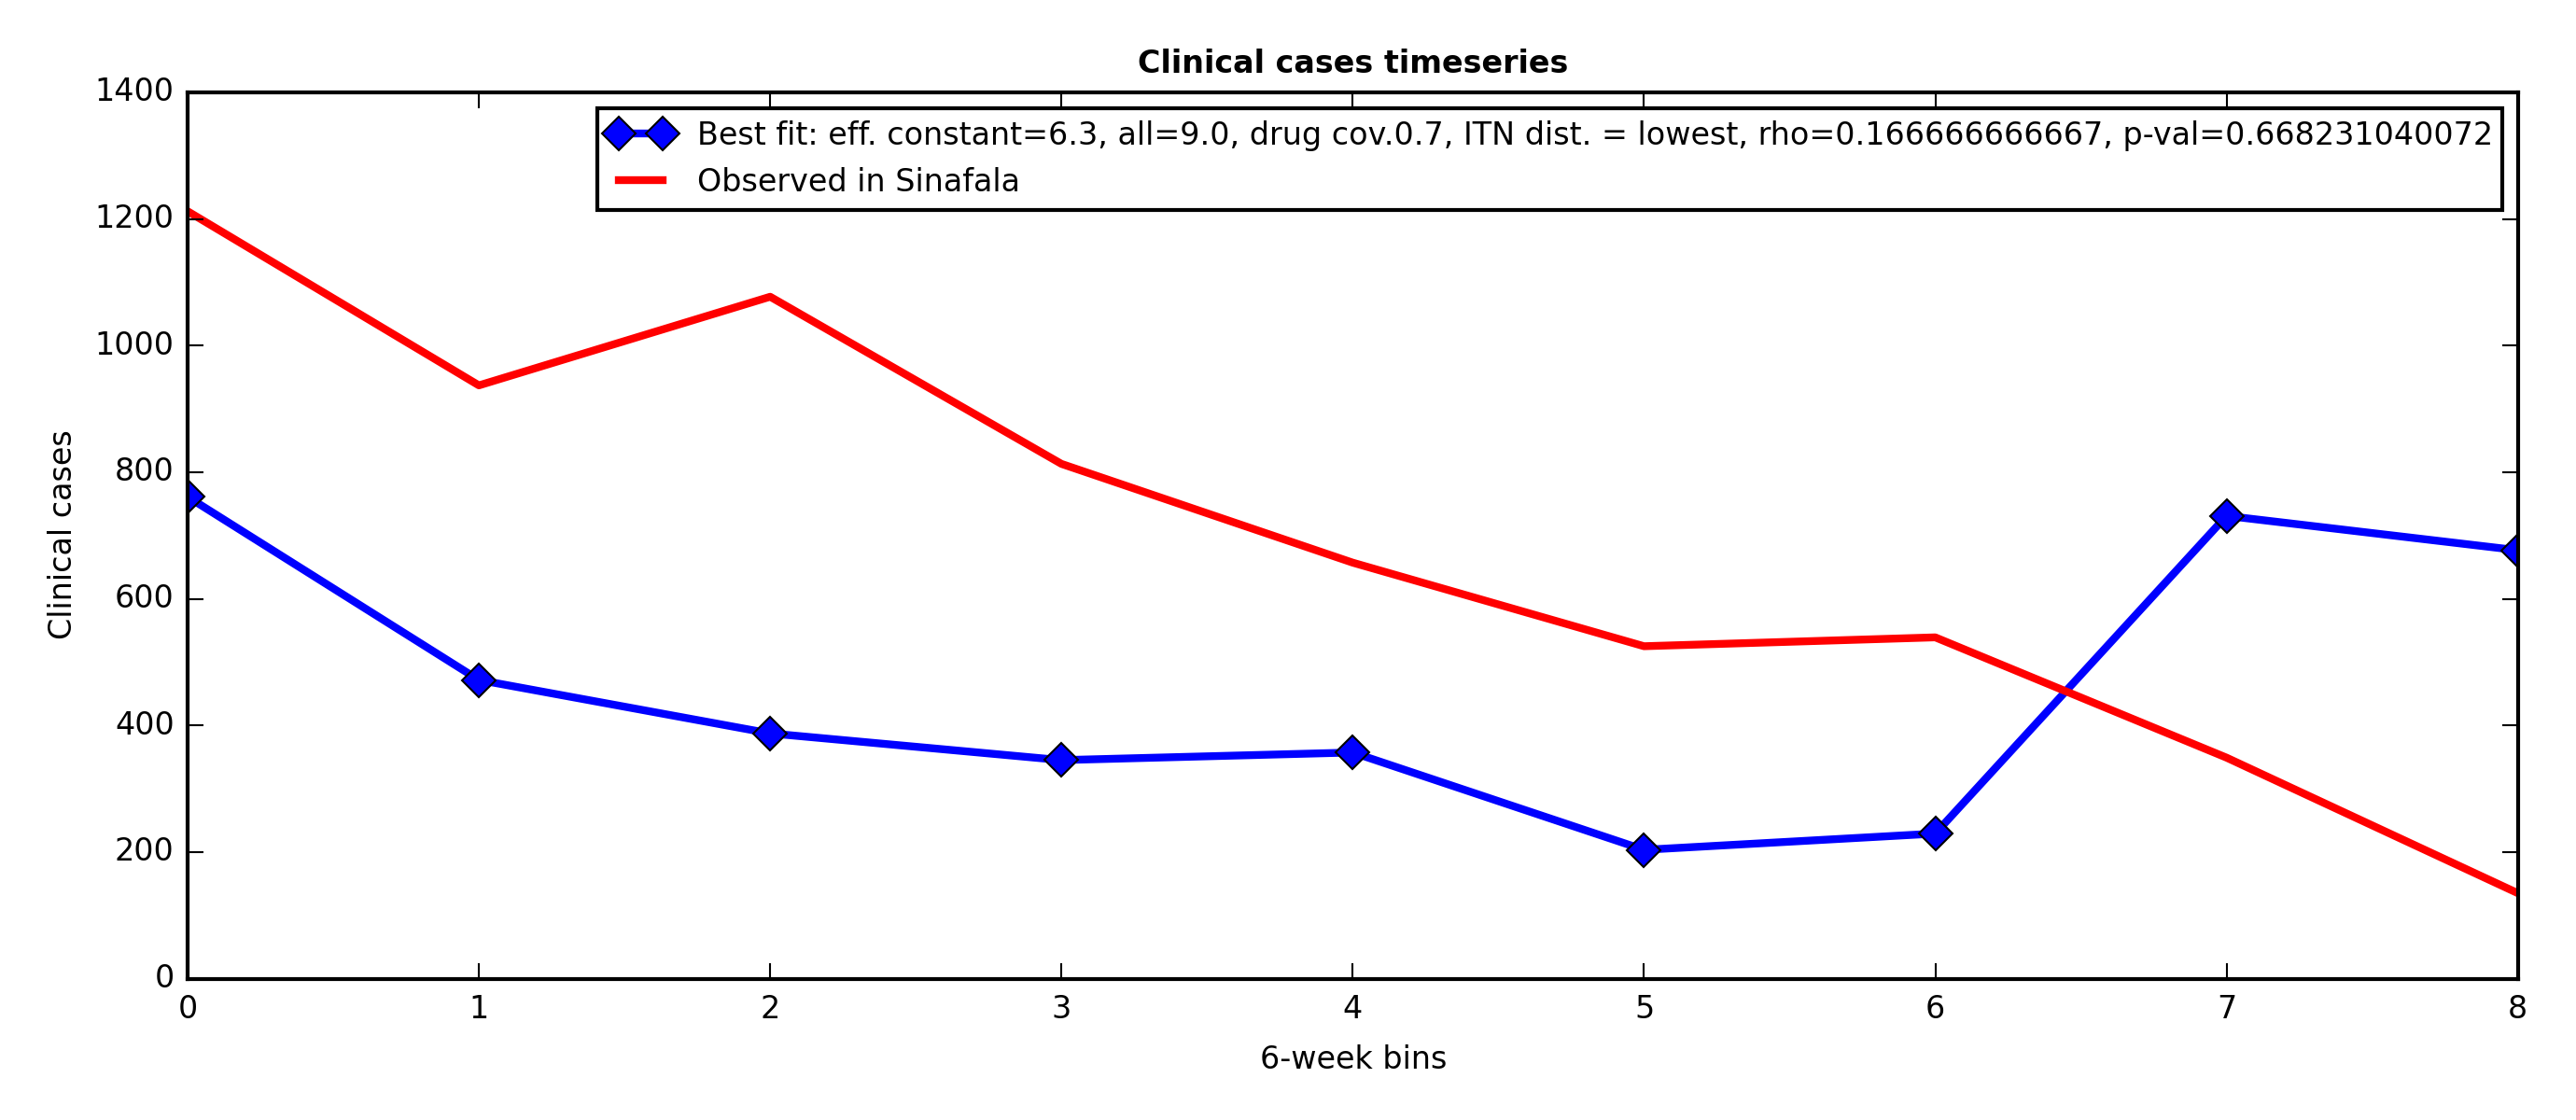 Clinical cases timeseries
1400
1200
1000
800
600
400
200
0
Clinical cases
Best fit: eff. constant=6.3, all=9.0, drug cov.0.7, ITN dist. = lowest, rho=0.166666666667, p-val=0.668231040072
Observed in Sinafala
0 1 2 3 4 5 6 7 8
6-week bins